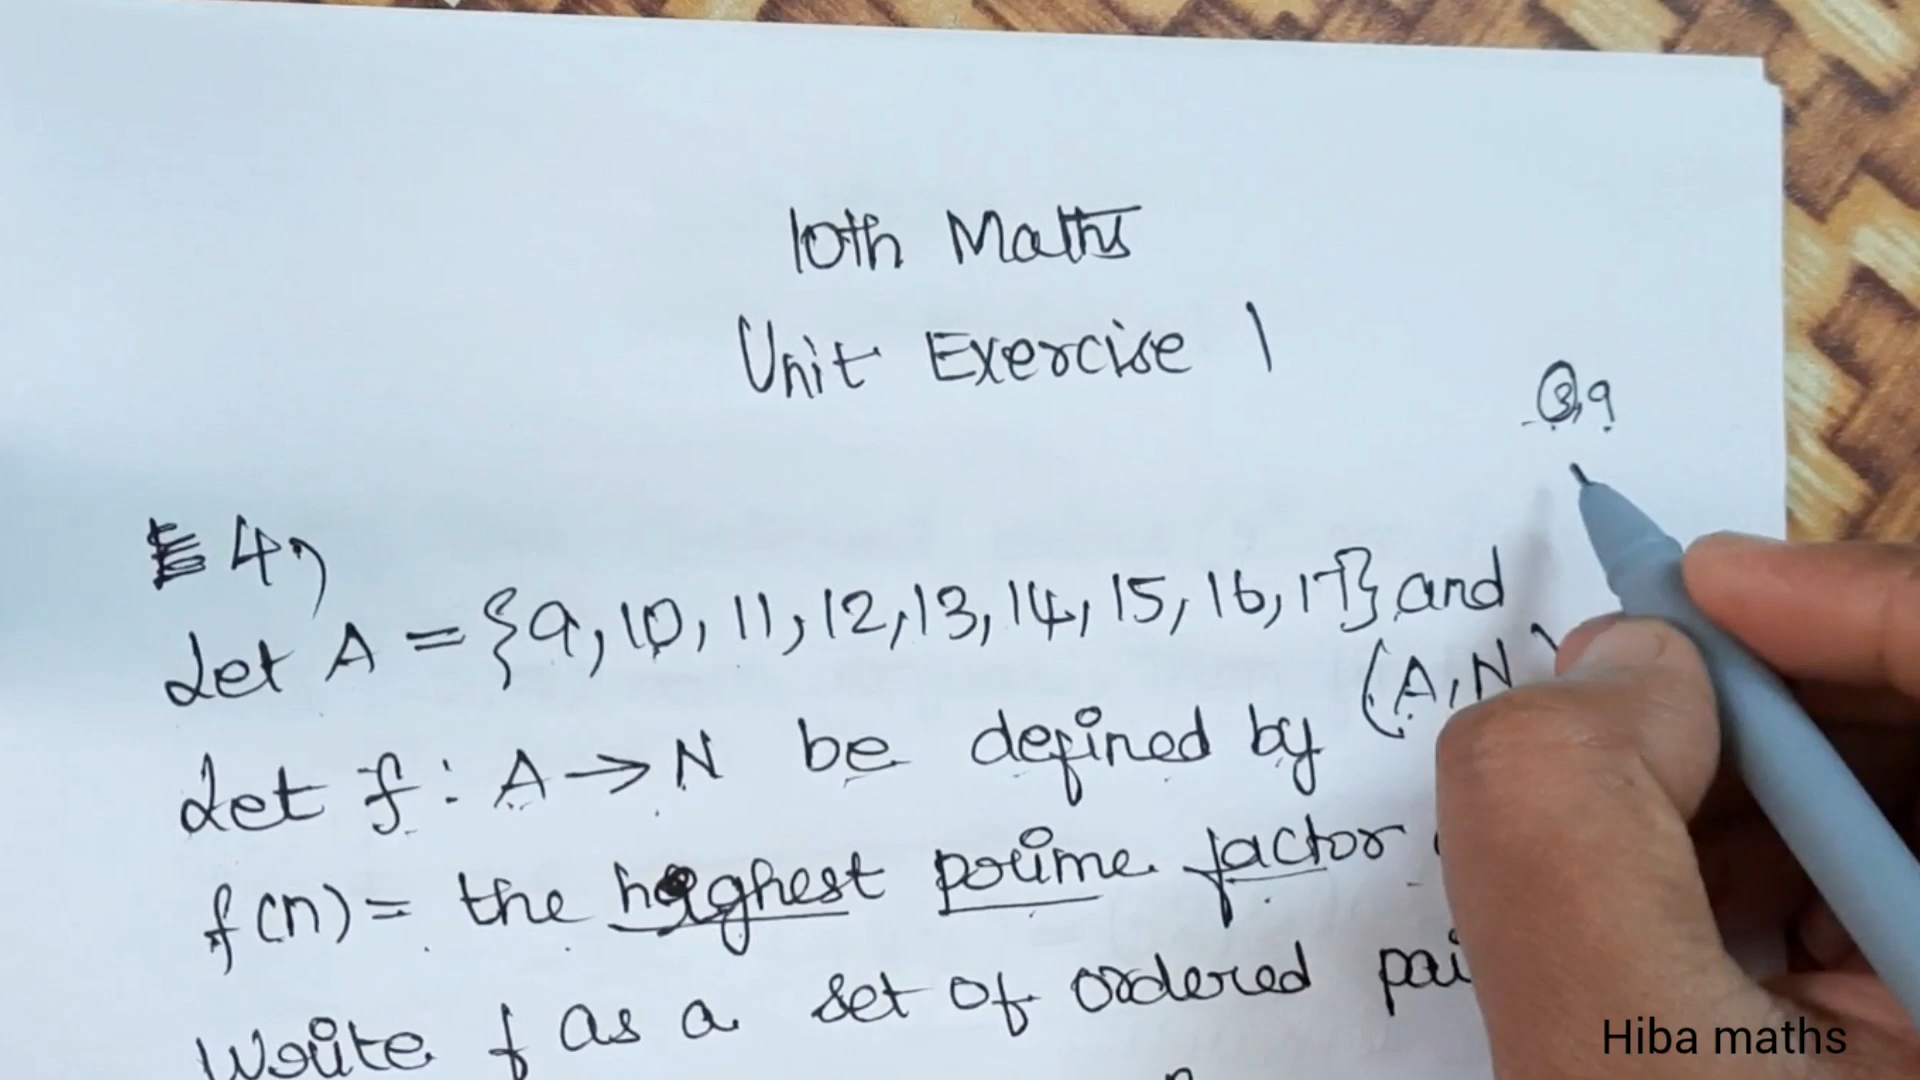 10th Maths
Unit Exercise 1
3, 9
4)
Let A = {9, 10, 11, 12, 13, 14, 15, 16, 17} and
(A, N)
Let f : A → N be defined by
f(n) = the highest prime factor
Write f as a set of ordered
Hiba maths